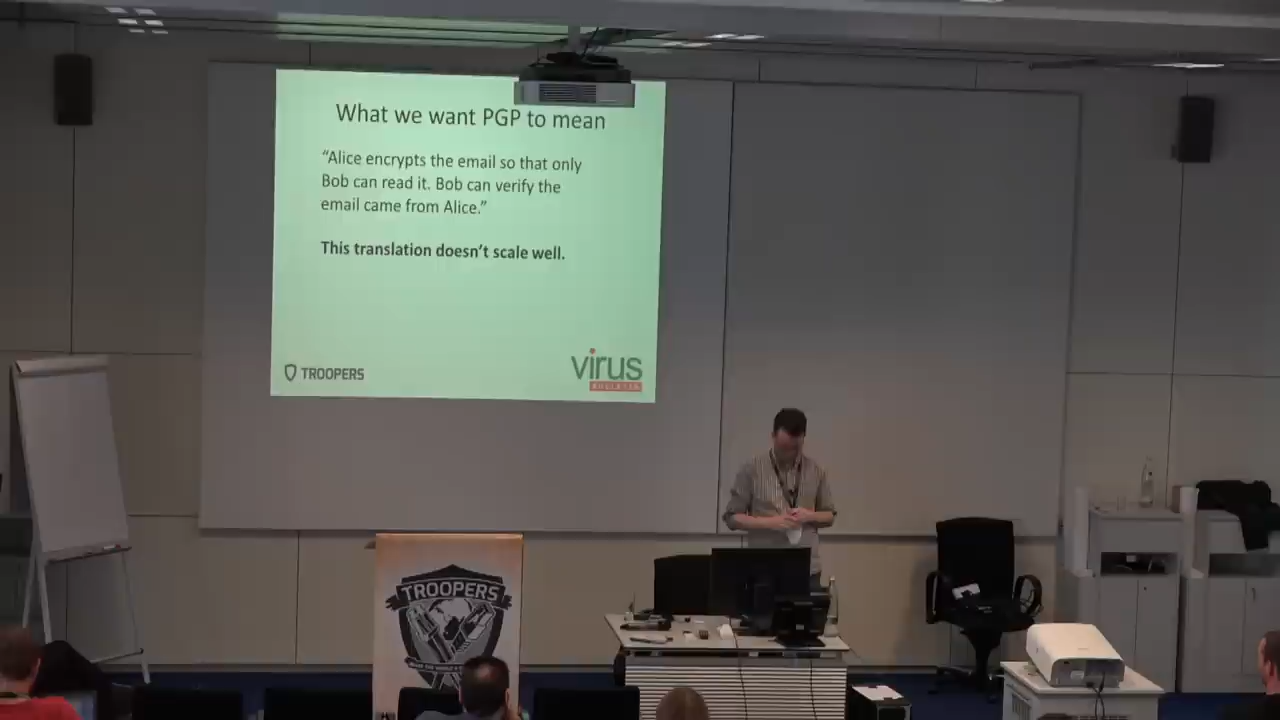 What we want PGP to mean
“Alice encrypts the email so that only
Bob can read it. Bob can verify the
email came from Alice.”
This translation doesn’t scale well.
TROOPERS
virus
BULLETIN
TROOPERS